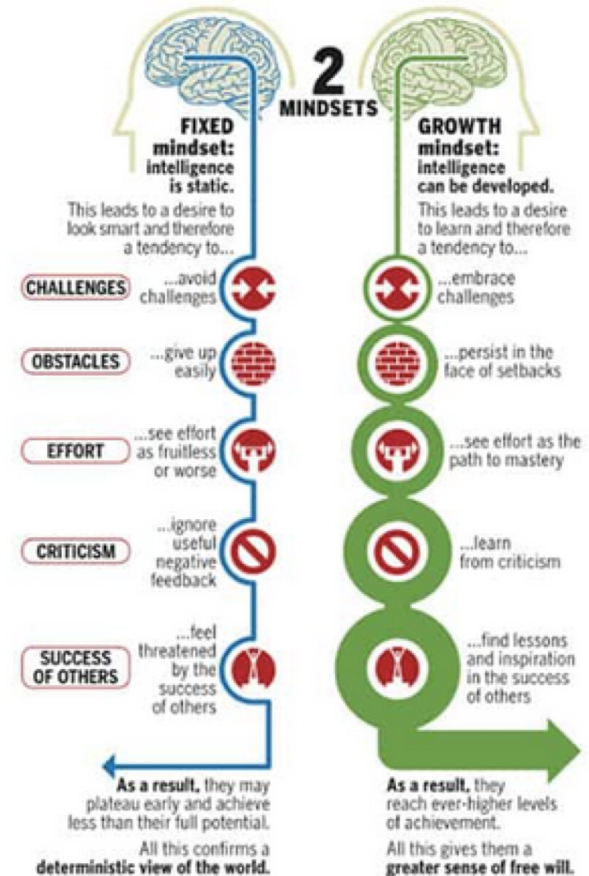 2
MINDSETS
FIXED
mindset:
intelligence
is static.
This leads to a desire to
look smart and therefore
a tendency to...
GROWTH
mindset:
intelligence
can be developed.
This leads to a desire
to learn and therefore
a tendency to...
CHALLENGES
...avoid
challenges
...embrace
challenges
OBSTACLES
...give up
easily
...persist in the
face of setbacks
EFFORT
...see effort
as fruitless
or worse
...see effort as the
path to mastery
CRITICISM
...ignore
useful
negative
feedback
...learn
from criticism
SUCCESS
OF OTHERS
...feel
threatened
by the
success
of others
...find lessons
and inspiration
in the success
of others
As a result, they may
plateau early and achieve
less than their full potential.
All this confirms a
deterministic view of the world.
As a result, they
reach ever-higher levels
of achievement.
All this gives them a
greater sense of free will.